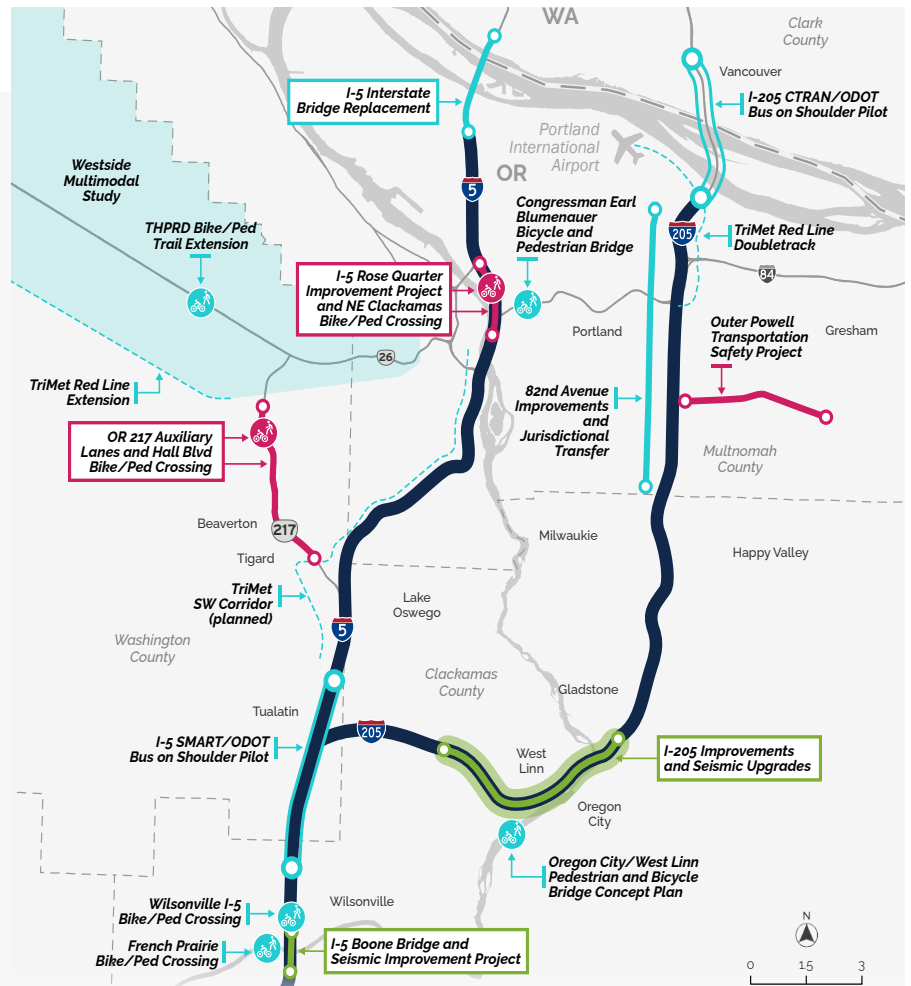 WA
Clark
County
Vancouver
I-5 Interstate
Bridge Replacement
I-205 CTRAN/ODOT
Bus on Shoulder Pilot
Portland
International
Airport
OR
Westside
Multimodal
Study
5
Congressman Earl
Blumenauer
Bicycle and
Pedestrian Bridge
THPRD Bike/Ped
Trail Extension
205
TriMet Red Line
Doubletrack
I-5 Rose Quarter
Improvement Project
and NE Clackamas
Bike/Ped Crossing
84
Portland
Outer Powell
Transportation
Safety Project
Gresham
26
TriMet Red Line
Extension
82nd Avenue
Improvements
and
Jurisdictional
Transfer
OR 217 Auxiliary
Lanes and Hall Blvd
Bike/Ped Crossing
Multnomah
County
Beaverton
217
Tigard
Milwaukie
Happy Valley
TriMet
SW Corridor
(planned)
Lake
Oswego
5
Washington
County
Clackamas
County
Gladstone
Tualatin
205
I-5 SMART/ODOT
Bus on Shoulder Pilot
West
Linn
I-205 Improvements
and Seismic Upgrades
Oregon
City
Oregon City/West Linn
Pedestrian and Bicycle
Bridge Concept Plan
Wilsonville I-5
Bike/Ped Crossing
Wilsonville
French Prairie
Bike/Ped Crossing
I-5 Boone Bridge and
Seismic Improvement Project
N
0 1.5 3